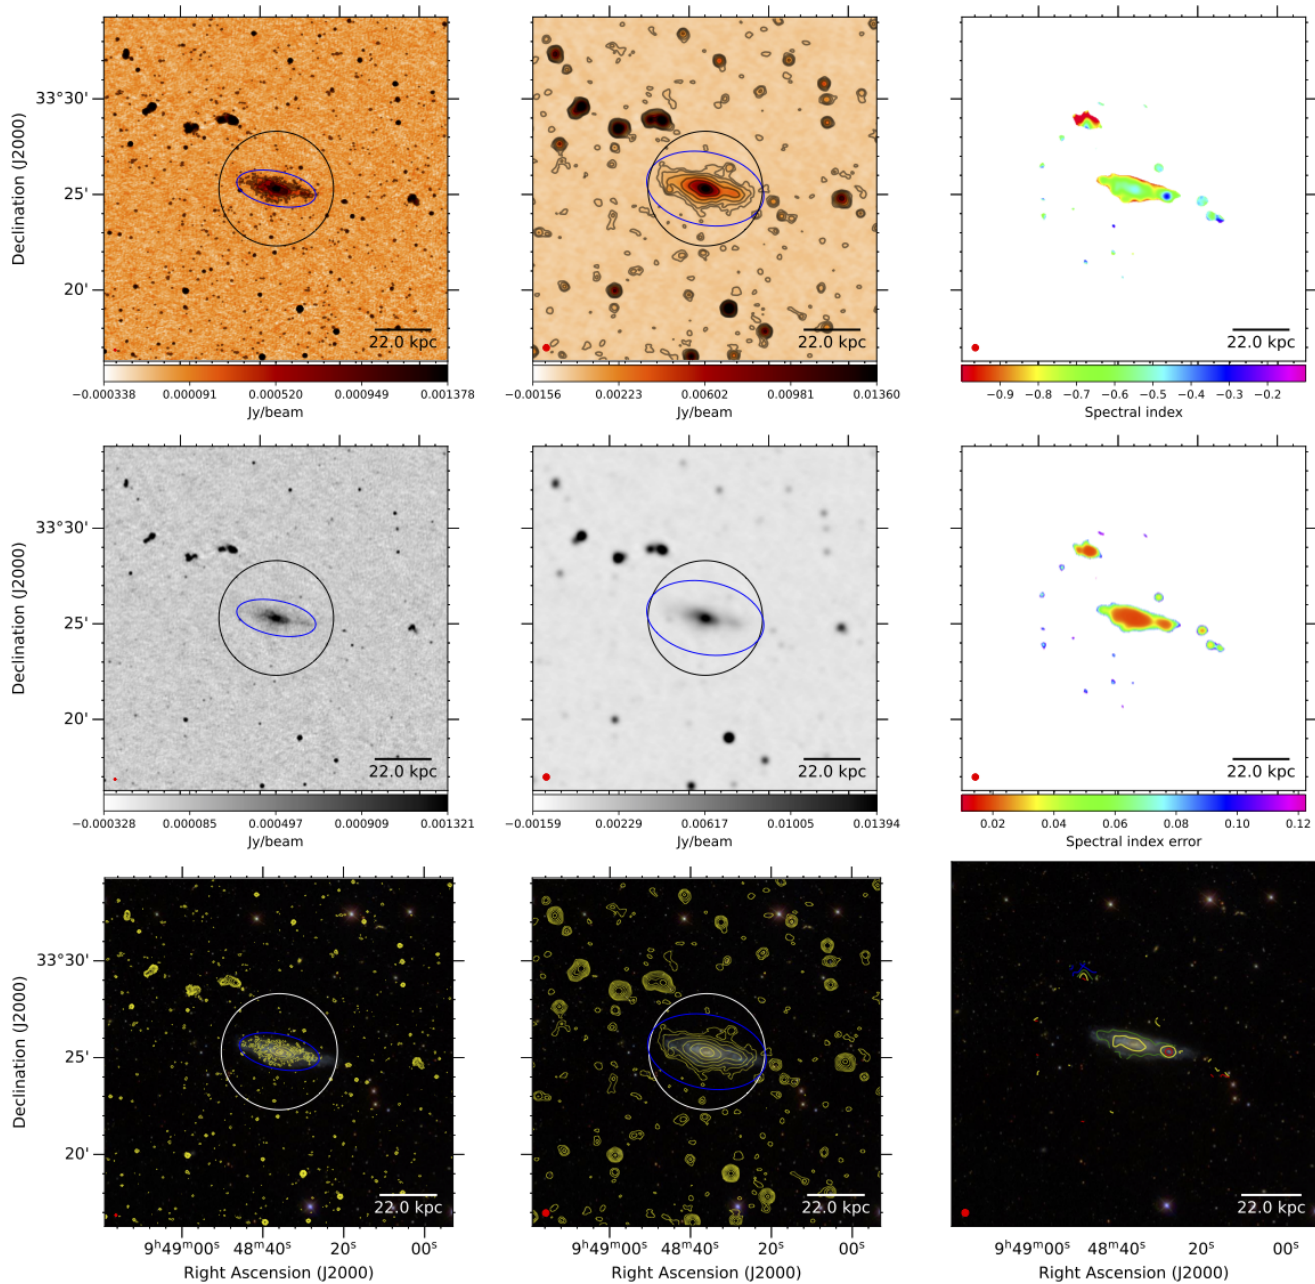 33°30'
25'
20'
Declination (J2000)
22.0 kpc
−0.000338 0.000091 0.000520 0.000949 0.001378
Jy/beam
22.0 kpc
−0.00156 0.00223 0.00602 0.00981 0.01360
Jy/beam
22.0 kpc
−0.9 −0.8 −0.7 −0.6 −0.5 −0.4 −0.3 −0.2
Spectral index
33°30'
25'
20'
Declination (J2000)
22.0 kpc
−0.000328 0.000085 0.000497 0.000909 0.001321
Jy/beam
22.0 kpc
−0.00159 0.00229 0.00617 0.01005 0.01394
Jy/beam
22.0 kpc
0.02 0.04 0.06 0.08 0.10 0.12
Spectral index error
33°30'
25'
20'
Declination (J2000)
22.0 kpc
9ʰ49ᵐ00ˢ 48ᵐ40ˢ 20ˢ 00ˢ
Right Ascension (J2000)
22.0 kpc
9ʰ49ᵐ00ˢ 48ᵐ40ˢ 20ˢ 00ˢ
Right Ascension (J2000)
22.0 kpc
9ʰ49ᵐ00ˢ 48ᵐ40ˢ 20ˢ 00ˢ
Right Ascension (J2000)